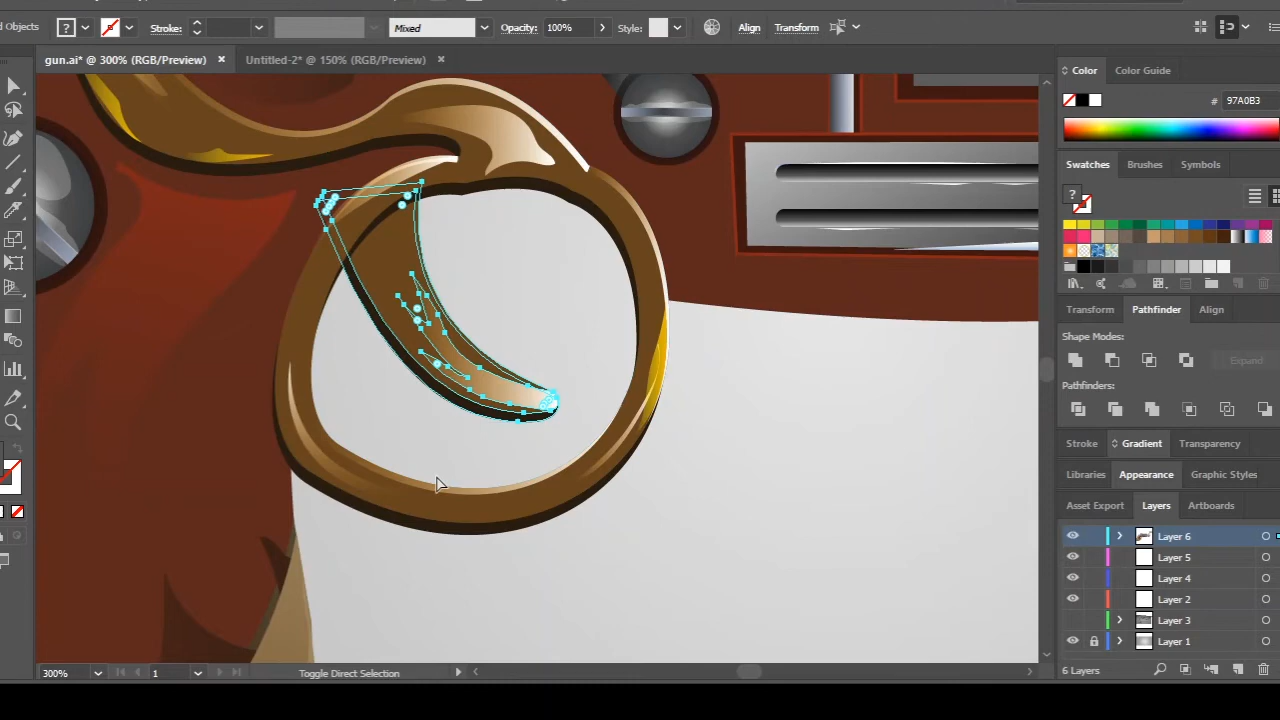 d Objects ? Stroke: Mixed Opacity: 100% Style: Align Transform
gun.ai* @ 300% (RGB/Preview) × Untitled-2* @ 150% (RGB/Preview) ×
Color Color Guide
# 97A0B3
Swatches Brushes Symbols
?
Transform Pathfinder Align
Shape Modes:
Expand
Pathfinders:
Stroke Gradient Transparency
Libraries Appearance Graphic Styles
Asset Export Layers Artboards
Layer 6
Layer 5
Layer 4
Layer 2
Layer 3
Layer 1
300% 1 Toggle Direct Selection 6 Layers